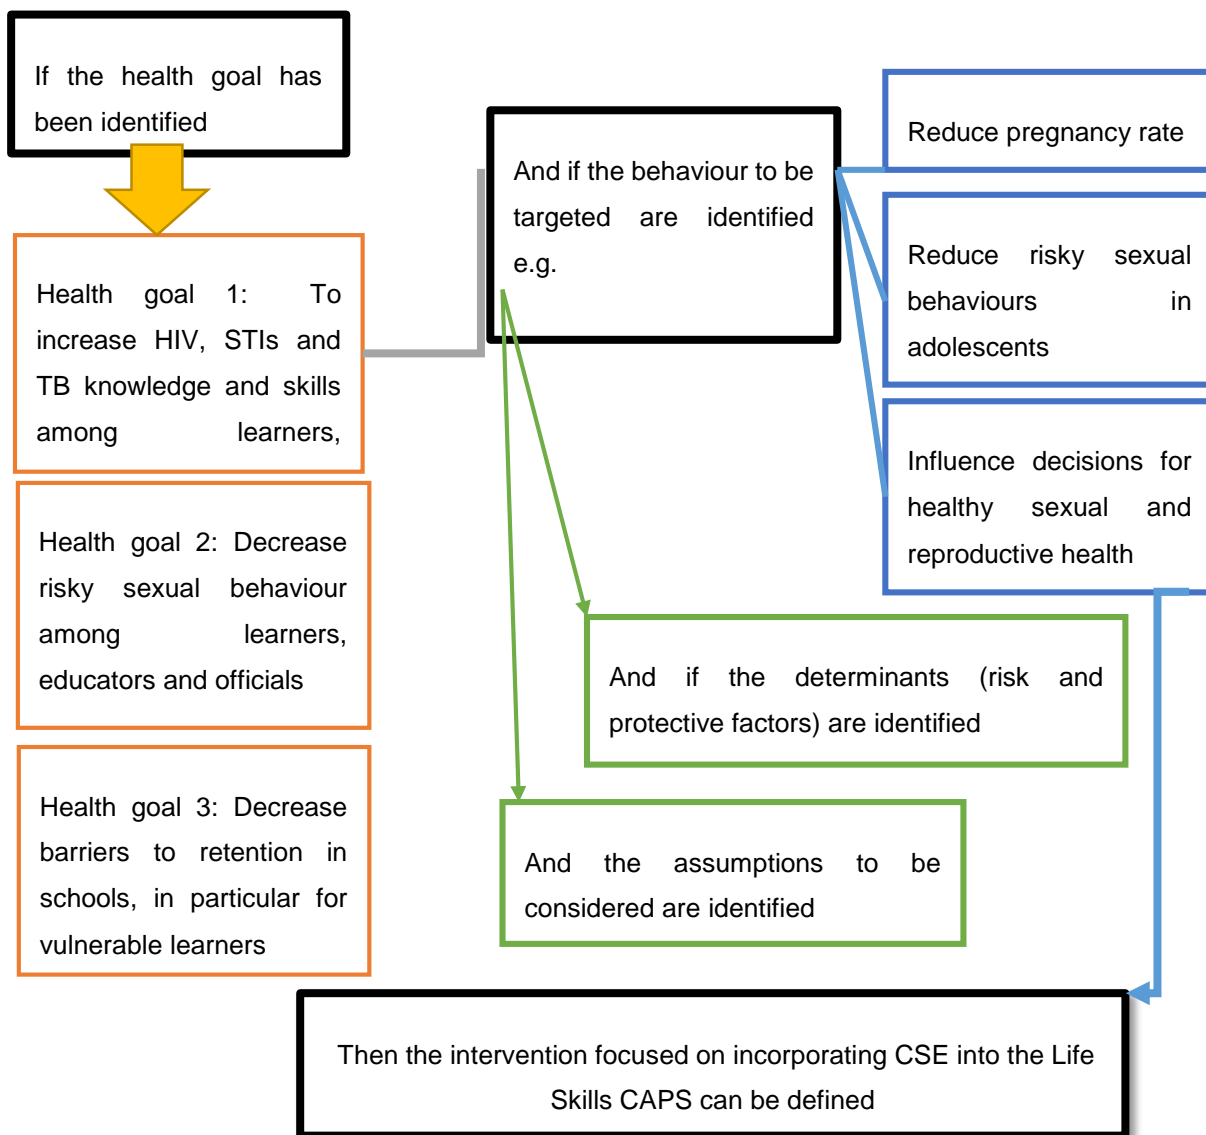 If the health goal has
been identified
Health goal 1: To
increase HIV, STIs and
TB knowledge and skills
among learners,
Health goal 2: Decrease
risky sexual behaviour
among learners,
educators and officials
Health goal 3: Decrease
barriers to retention in
schools, in particular for
vulnerable learners
And if the behaviour to be
targeted are identified
e.g.
Reduce pregnancy rate
Reduce risky sexual
behaviours in
adolescents
Influence decisions for
healthy sexual and
reproductive health
And if the determinants (risk and
protective factors) are identified
And the assumptions to be
considered are identified
Then the intervention focused on incorporating CSE into the Life
Skills CAPS can be defined